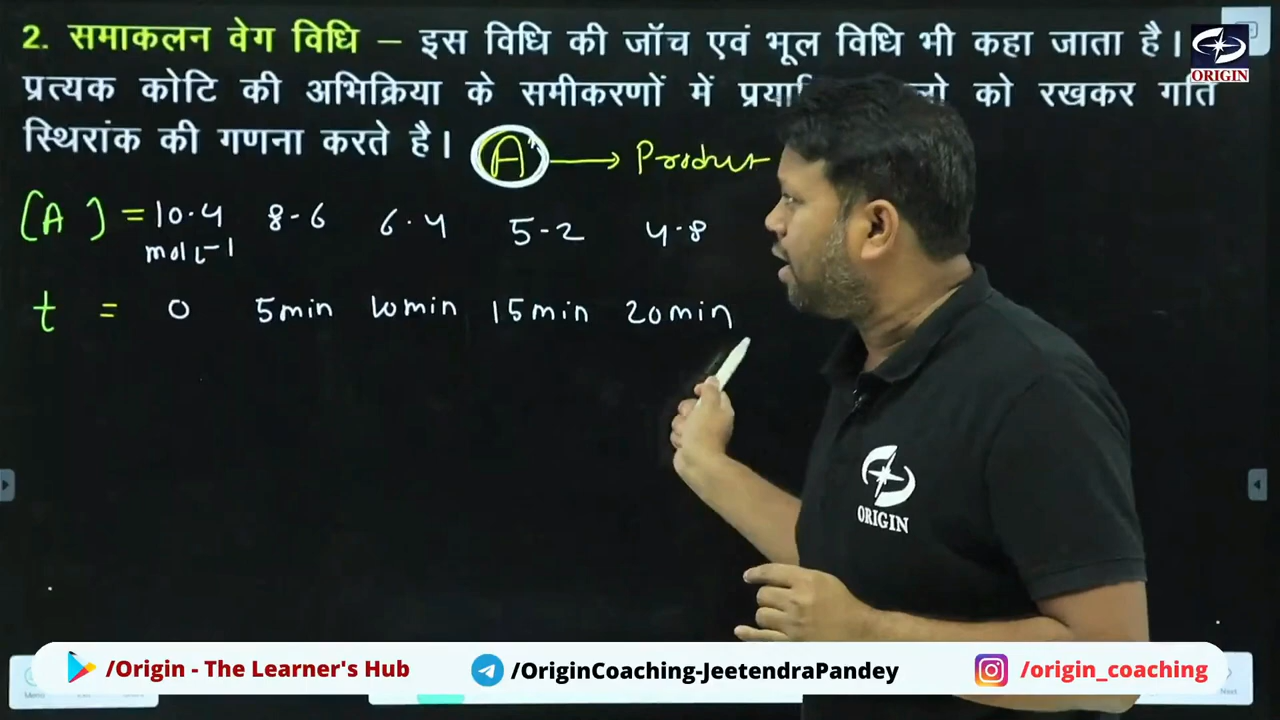 2. समाकलन वेग विधि – इस विधि की जॉच एवं भूल विधि भी कहा जाता है।
प्रत्यक कोटि की अभिक्रिया के समीकरणों में को रखकर गति
स्थिरांक की गणना करते है।
A → Product
[A] = 10.4 8-6 6.4 5-2 4.8
mol L-1
t = 0 5min 10min 15min 20min
ORIGIN
ORIGIN
/Origin - The Learner's Hub
/OriginCoaching-JeetendraPandey
/origin_coaching